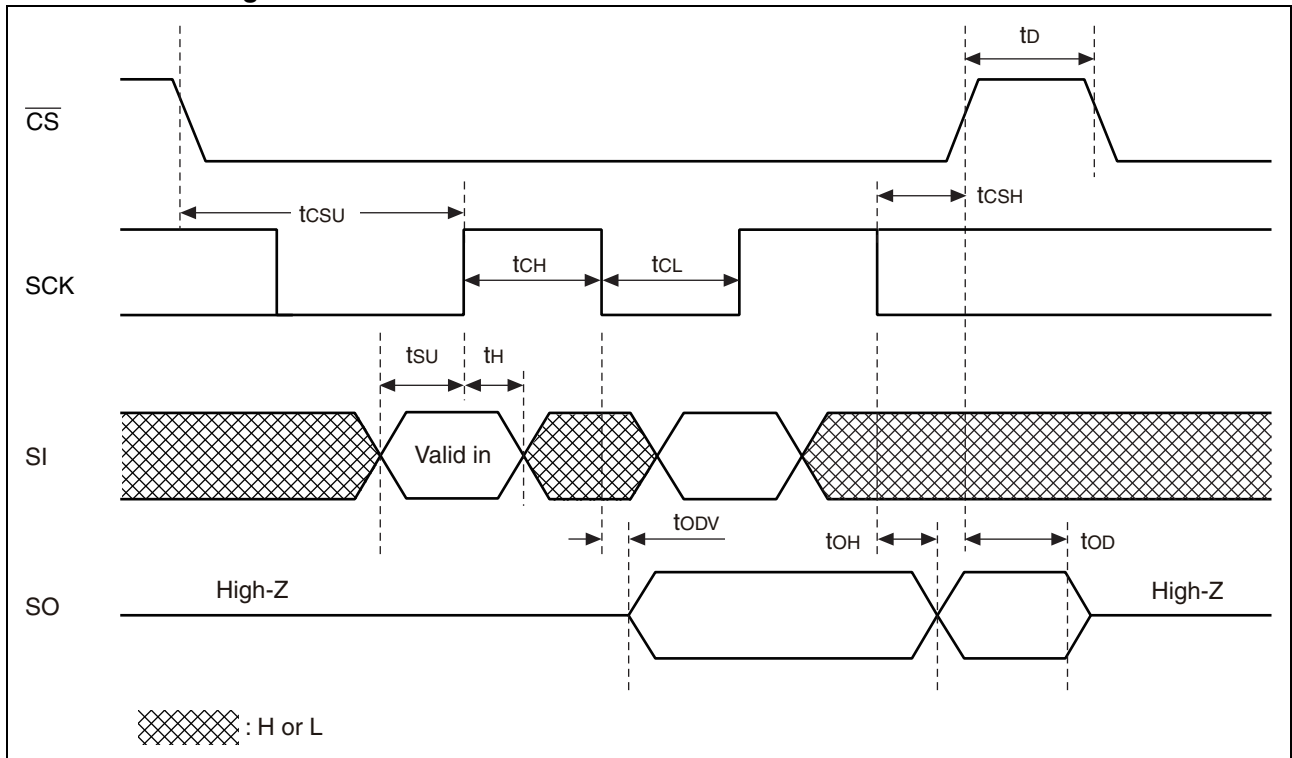 tD
CS
tCSH
tCSU
tCH
tCL
SCK
tSU
tH
SI
Valid in
tODV
tOH
tOD
High-Z
High-Z
SO
: H or L